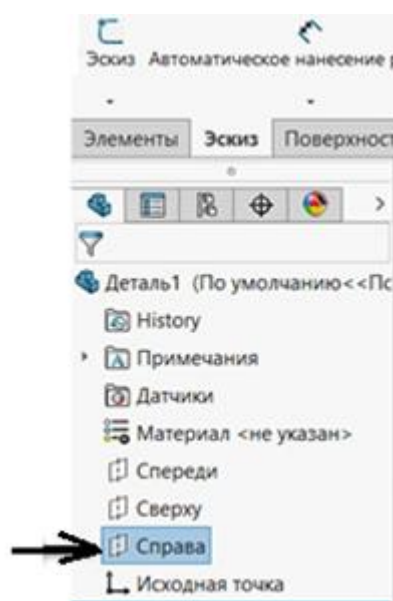 Эскиз Автоматическое нанесение
Элементы Эскиз Поверхност
Деталь1 (По умолчанию<<Пс
History
Примечания
Датчики
Материал <не указан>
Спереди
Сверху
Справа
Исходная точка